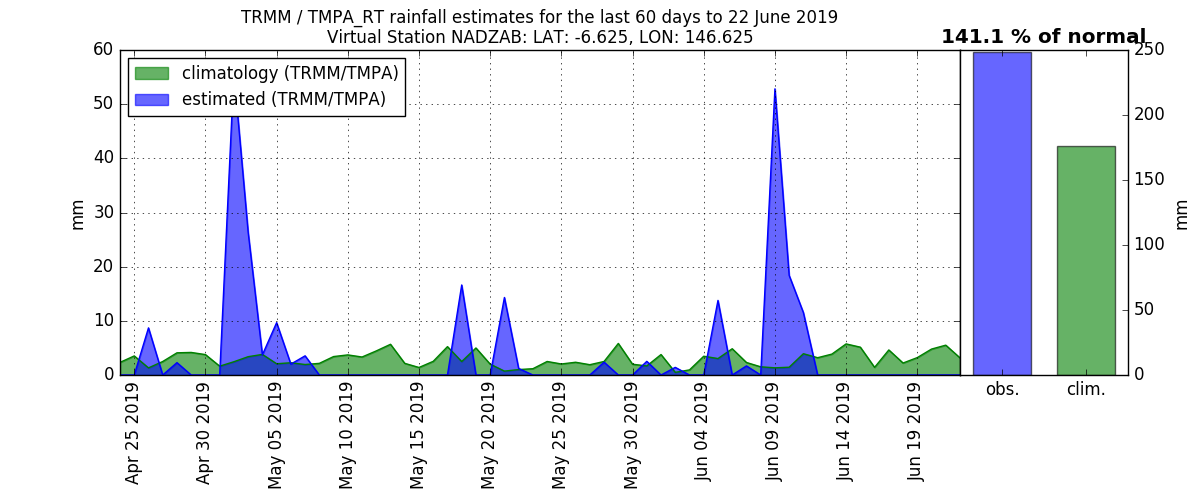 TRMM / TMPA_RT rainfall estimates for the last 60 days to 22 June 2019
Virtual Station NADZAB: LAT: -6.625, LON: 146.625
141.1 % of normal
climatology (TRMM/TMPA)
estimated (TRMM/TMPA)
60
50
40
30
20
10
0
mm
Apr 25 2019
Apr 30 2019
May 05 2019
May 10 2019
May 15 2019
May 20 2019
May 25 2019
May 30 2019
Jun 04 2019
Jun 09 2019
Jun 14 2019
Jun 19 2019
250
200
150
100
50
0
mm
obs.
clim.